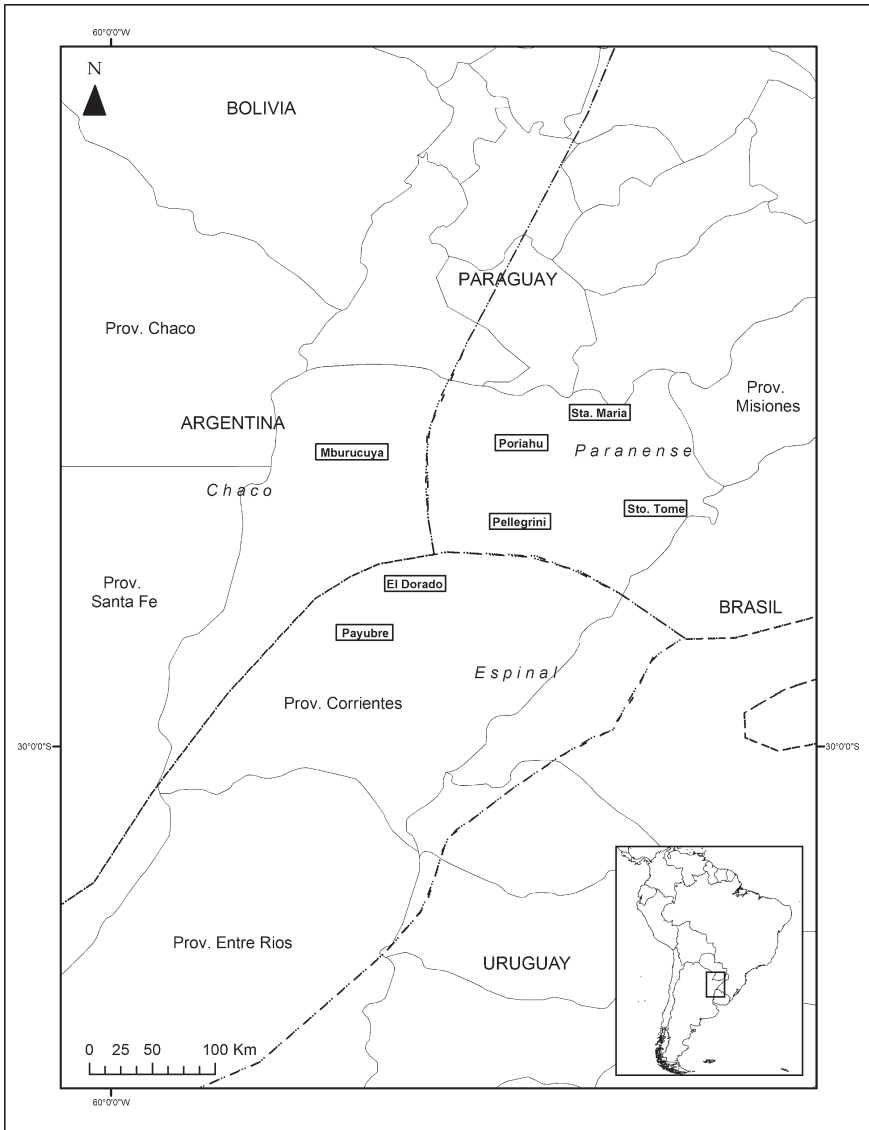 60°0'0"W
N
BOLIVIA
PARAGUAY
Prov. Chaco
Prov.
Misiones
Sta. Maria
ARGENTINA
Poriahu
Mburucuya
Paranense
Chaco
Sto. Tome
Pellegrini
El Dorado
Prov.
Santa Fe
BRASIL
Payubre
Espinal
Prov. Corrientes
30°0'0"S
30°0'0"S
Prov. Entre Rios
URUGUAY
0 25 50 100 Km
60°0'0"W